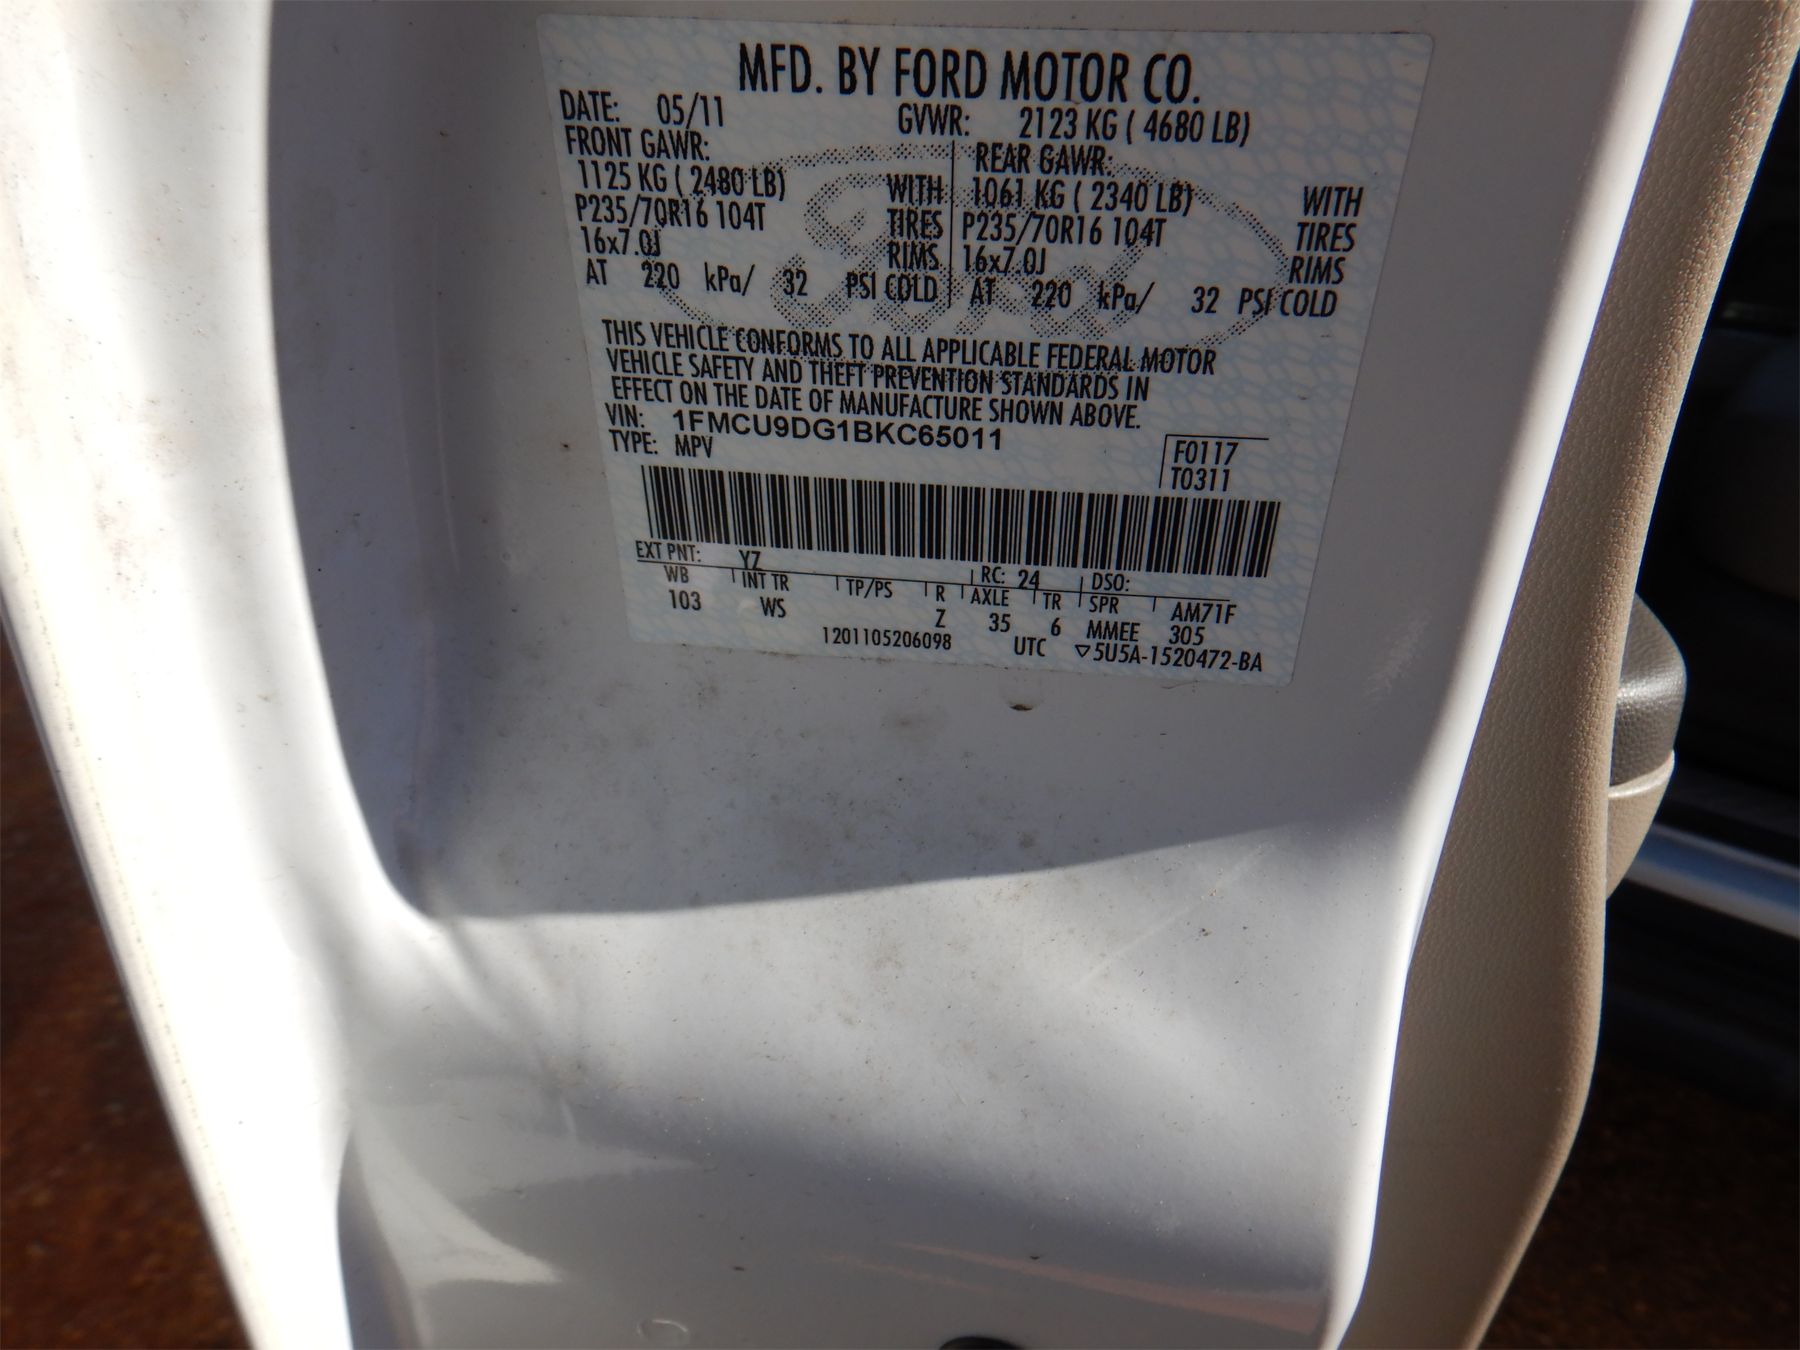 MFD. BY FORD MOTOR CO.
DATE: 05/11 GVWR: 2123 KG ( 4680 LB)
FRONT GAWR: REAR GAWR:
1125 KG ( 2480 LB) WITH 1061 KG ( 2340 LB) WITH
P235/70R16 104T TIRES P235/70R16 104T TIRES
16x7.0J RIMS 16x7.0J RIMS
AT 220 kPa/ 32 PSI COLD AT 220 kPa/ 32 PSI COLD
Ford
THIS VEHICLE CONFORMS TO ALL APPLICABLE FEDERAL MOTOR
VEHICLE SAFETY AND THEFT PREVENTION STANDARDS IN
EFFECT ON THE DATE OF MANUFACTURE SHOWN ABOVE.
VIN: 1FMCU9DG1BKC65011
TYPE: MPV
F0117
T0311
EXT PNT: YZ RC: 24 DSO:
WB INT TR TP/PS R AXLE TR SPR AM71F
103 WS Z 35 6 MMEE 305
1201105206098 UTC ▽5U5A-1520472-BA